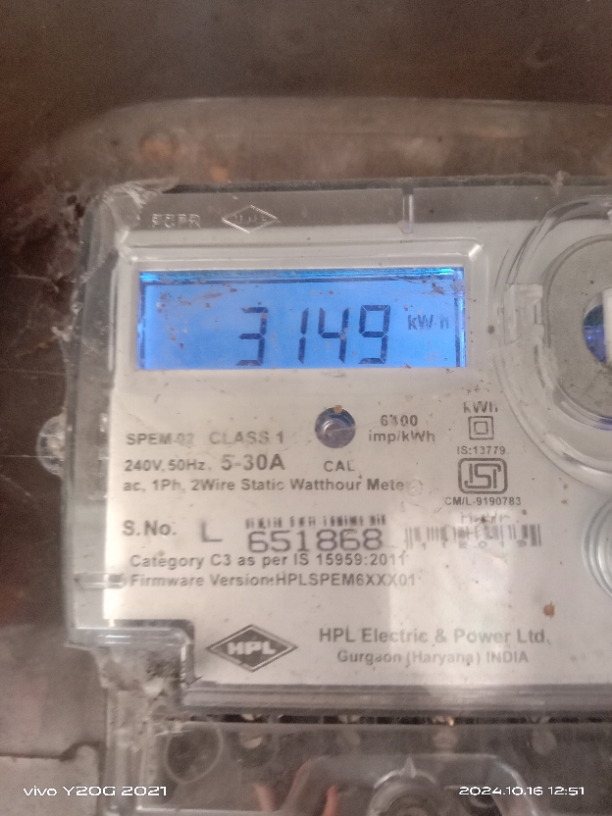 3149 kWh
SPEM-02 CLASS 1
imp/kWh
kWh
240V, 50Hz, 5-30A
CAL
IS:13779
ac, 1Ph, 2Wire Static Watthour Meter
ISI
CM/L-9190783
S.No. L 651868
Category C3 as per IS 15959:2011
Firmware Version:HPLSPEM6XXX01
HPL
HPL Electric & Power Ltd.
Gurgaon (Haryana) INDIA
vivo Y20G 2021
2024.10.16 12:51